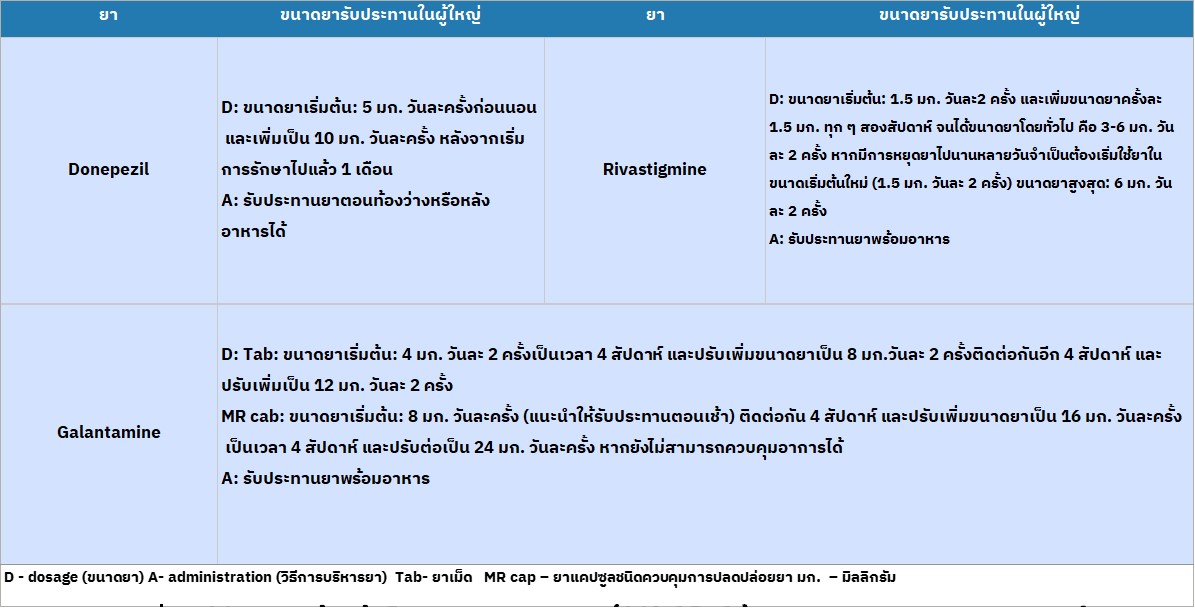 ยา ขนาดยารับประทานในผู้ใหญ่ ยา ขนาดยารับประทานในผู้ใหญ่
Donepezil
D: ขนาดยาเริ่มต้น: 5 มก. วันละครั้งก่อนนอน
และเพิ่มเป็น 10 มก. วันละครั้ง หลังจากเริ่ม
การรักษาไปแล้ว 1 เดือน
A: รับประทานยาตอนท้องว่างหรือหลัง
อาหารได้
Rivastigmine
D: ขนาดยาเริ่มต้น: 1.5 มก. วันละ2 ครั้ง และเพิ่มขนาดยาครั้งละ
1.5 มก. ทุก ๆ สองสัปดาห์ จนได้ขนาดยาโดยทั่วไป คือ 3-6 มก. วัน
ละ 2 ครั้ง หากมีการหยุดยาไปนานหลายวันจำเป็นต้องเริ่มใช้ยาใน
ขนาดเริ่มต้นใหม่ (1.5 มก. วันละ 2 ครั้ง) ขนาดยาสูงสุด: 6 มก. วัน
ละ 2 ครั้ง
A: รับประทานยาพร้อมอาหาร
Galantamine
D: Tab: ขนาดยาเริ่มต้น: 4 มก. วันละ 2 ครั้งเป็นเวลา 4 สัปดาห์ และปรับเพิ่มขนาดยาเป็น 8 มก.วันละ 2 ครั้งติดต่อกันอีก 4 สัปดาห์ และ
ปรับเพิ่มเป็น 12 มก. วันละ 2 ครั้ง
MR cab: ขนาดยาเริ่มต้น: 8 มก. วันละครั้ง (แนะนำให้รับประทานตอนเช้า) ติดต่อกัน 4 สัปดาห์ และปรับเพิ่มขนาดยาเป็น 16 มก. วันละครั้ง
เป็นเวลา 4 สัปดาห์ และปรับต่อเป็น 24 มก. วันละครั้ง หากยังไม่สามารถควบคุมอาการได้
A: รับประทานยาพร้อมอาหาร
D - dosage (ขนาดยา) A- administration (วิธีการบริหารยา) Tab- ยาเม็ด MR cap – ยาแคปซูลชนิดควบคุมการปลดปล่อยยา มก. – มิลลิกรัม